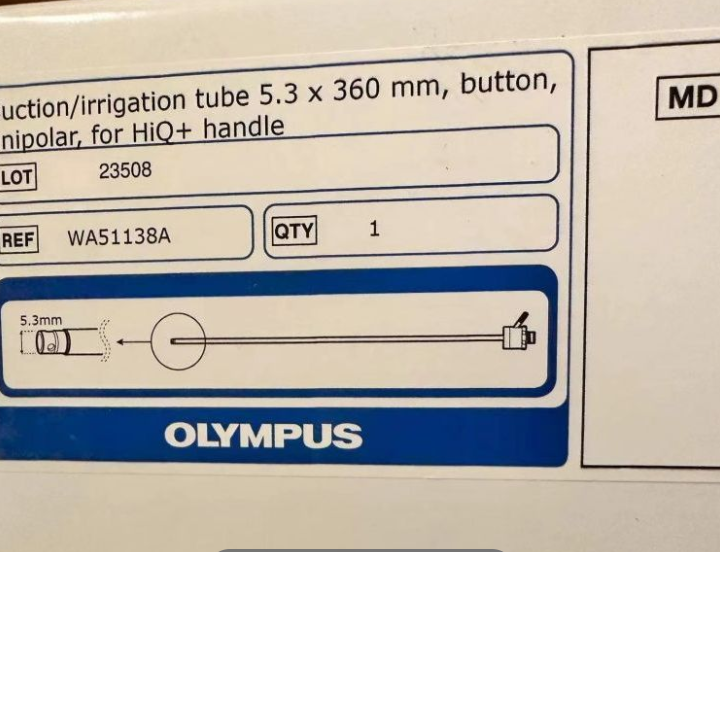 uction/irrigation tube 5.3 x 360 mm, button,
nipolar, for HiQ+ handle
LOT 23508
REF WA51138A
QTY 1
5.3mm
OLYMPUS
MD